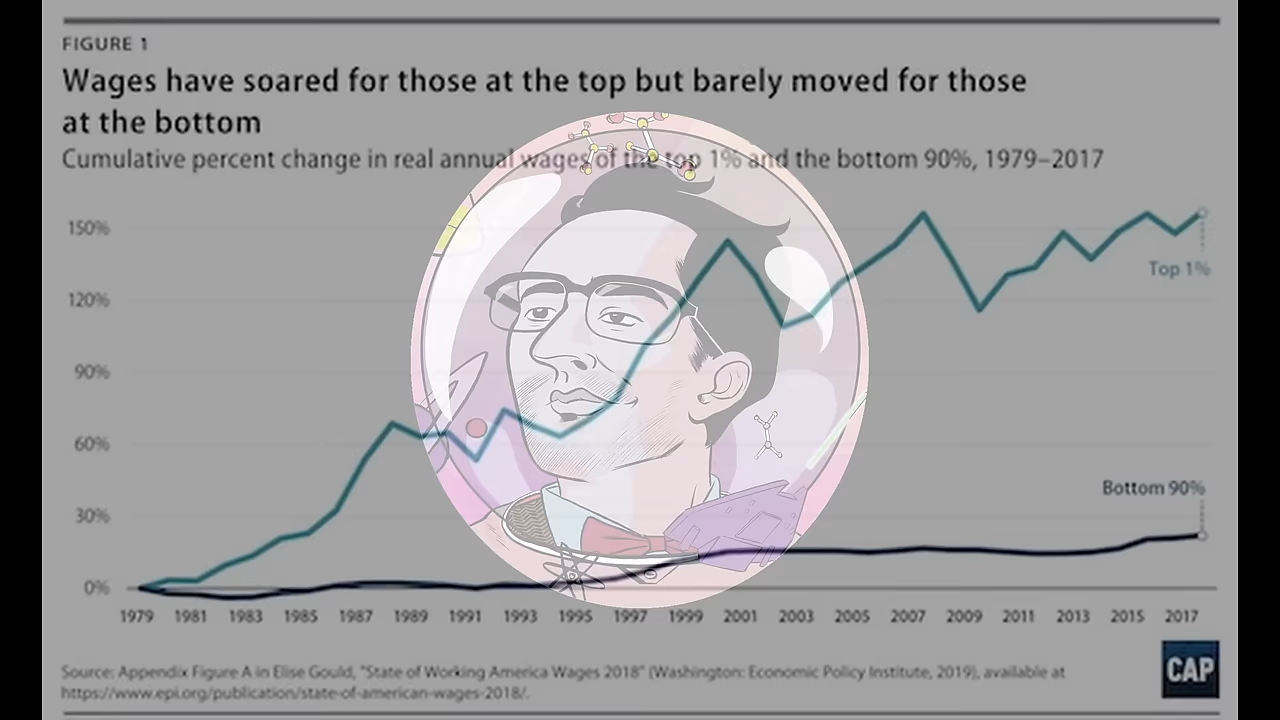 FIGURE 1
Wages have soared for those at the top but barely moved for those
at the bottom
Cumulative percent change in real annual wages of the top 1% and the bottom 90%, 1979–2017
150%
Top 1%
120%
90%
60%
Bottom 90%
30%
0%
1979 1981 1983 1985 1987 1989 1991 1993 1995 1997 1999 2001 2003 2005 2007 2009 2011 2013 2015 2017
Source: Appendix Figure A in Elise Gould, "State of Working America Wages 2018" (Washington: Economic Policy Institute, 2019), available at
https://www.epi.org/publication/state-of-american-wages-2018/.
CAP